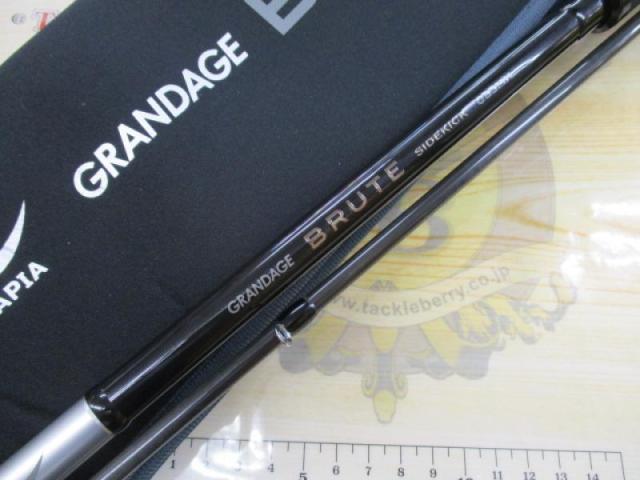 GRANDAGE
APIA
GRANDAGE BRUTE SIDEKICK
www.tackleberry.co.jp
1 2 3 4 5 6 7 8 9 10 11 12 13 14